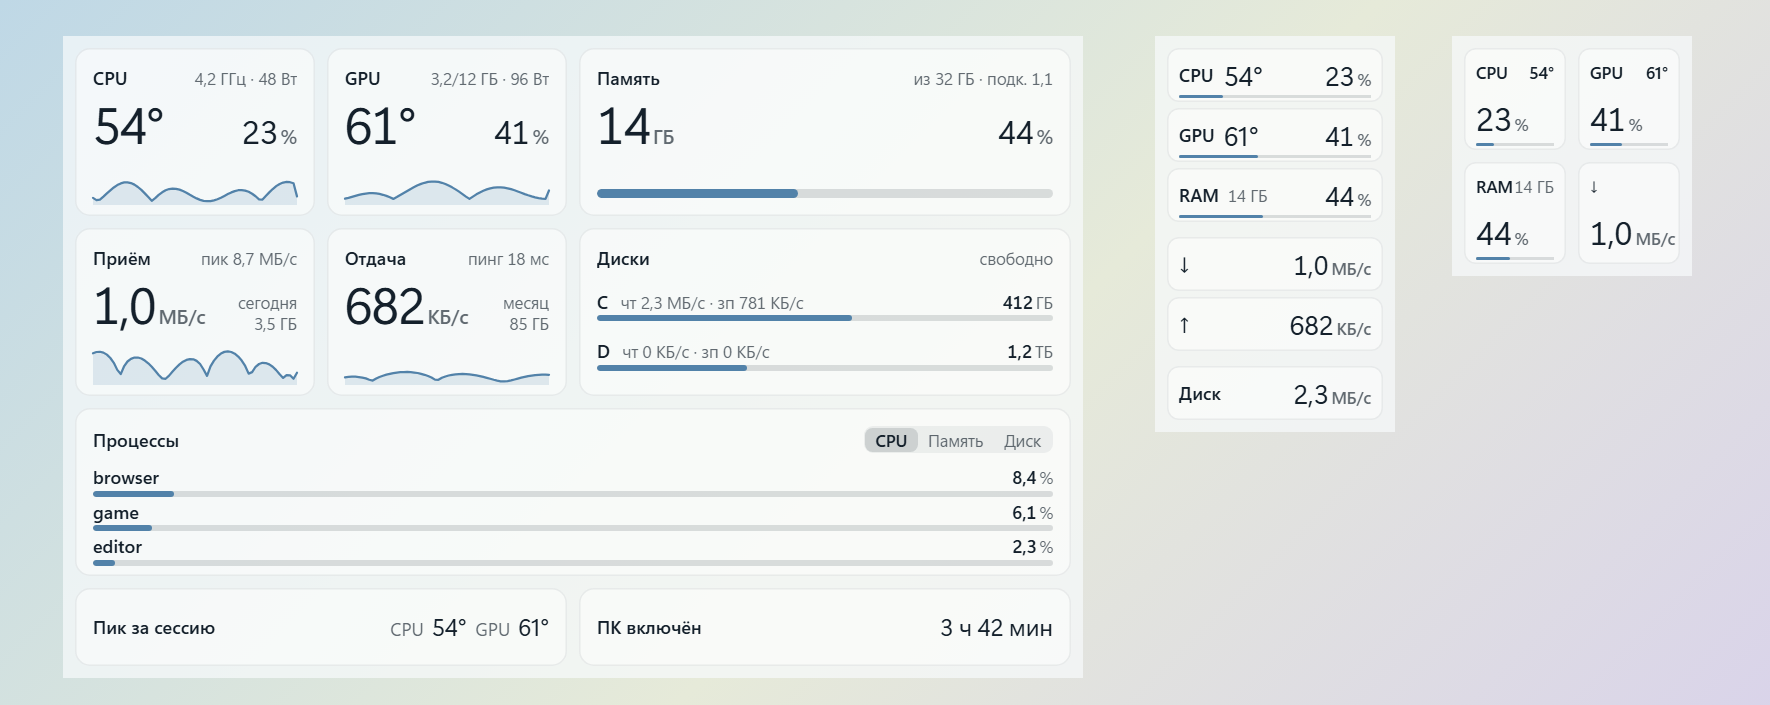 CPU 4,2 ГГц · 48 Вт
54° 23 %
GPU 3,2/12 ГБ · 96 Вт
61° 41 %
Память из 32 ГБ · подк. 1,1
14 ГБ 44 %
Приём пик 8,7 МБ/с
1,0 МБ/с сегодня
3,5 ГБ
Отдача пинг 18 мс
682 КБ/с месяц
85 ГБ
Диски свободно
C чт 2,3 МБ/с · зп 781 КБ/с 412 ГБ
D чт 0 КБ/с · зп 0 КБ/с 1,2 ТБ
Процессы CPU Память Диск
browser 8,4 %
game 6,1 %
editor 2,3 %
Пик за сессию CPU 54° GPU 61°
ПК включён 3 ч 42 мин
CPU 54° 23 %
GPU 61° 41 %
RAM 14 ГБ 44 %
↓ 1,0 МБ/с
↑ 682 КБ/с
Диск 2,3 МБ/с
CPU 54°
23 %
GPU 61°
41 %
RAM 14 ГБ
44 %
↓
1,0 МБ/с